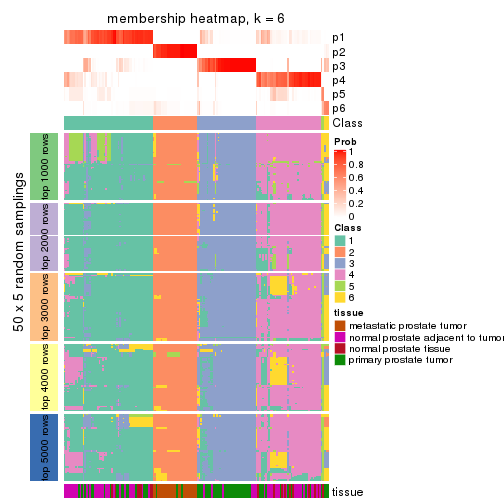 membership heatmap, k = 6
p1
p2
p3
p4
p5
p6
Class
50 x 5 random samplings
top 1000 rows
top 2000 rows
top 3000 rows
top 4000 rows
top 5000 rows
Prob
1
0.8
0.6
0.4
0.2
0
Class
1
2
3
4
5
6
tissue
metastatic prostate tumor
normal prostate adjacent to tumor
normal prostate tissue
primary prostate tumor
tissue